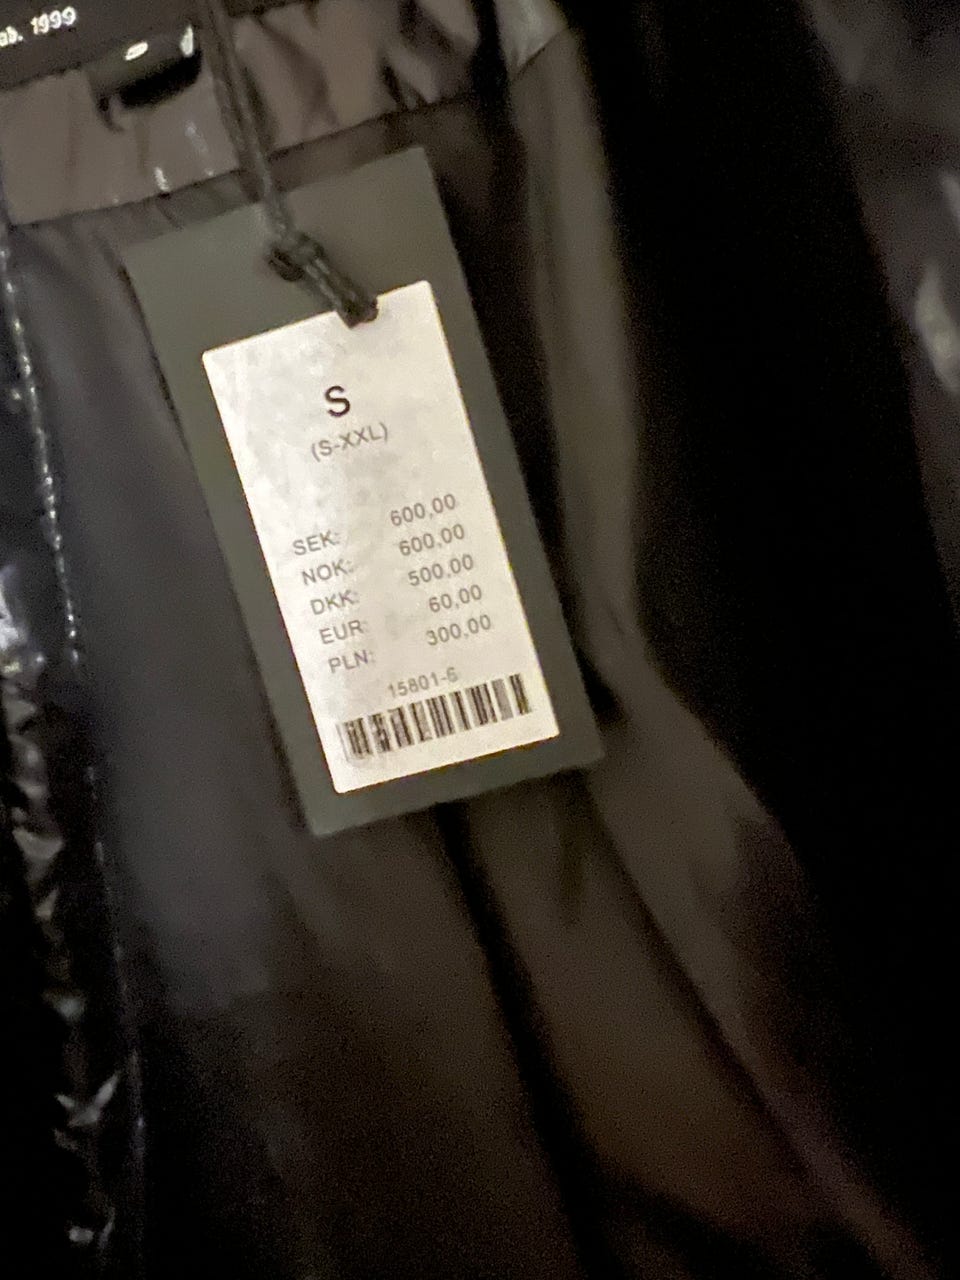 1999
S
(S-XXL)
SEK: 600,00
NOK: 600,00
DKK: 500,00
EUR: 60,00
PLN: 300,00
15801-6